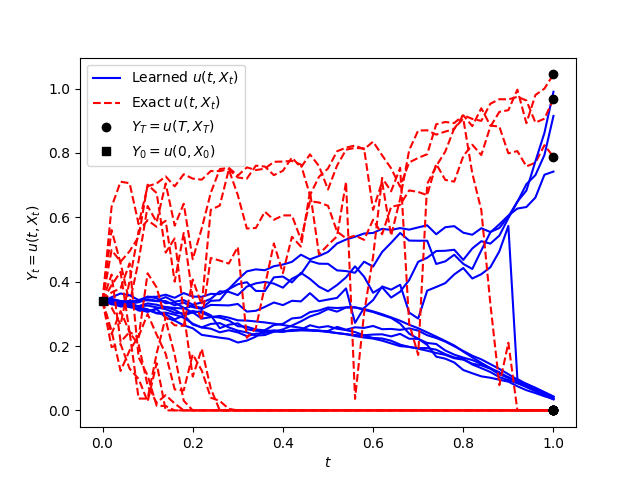 Learned u(t, X_t)
Exact u(t, X_t)
Y_T = u(T, X_T)
Y_0 = u(0, X_0)
Y_t = u(t, X_t)
1.0
0.8
0.6
0.4
0.2
0.0
0.0 0.2 0.4 0.6 0.8 1.0
t